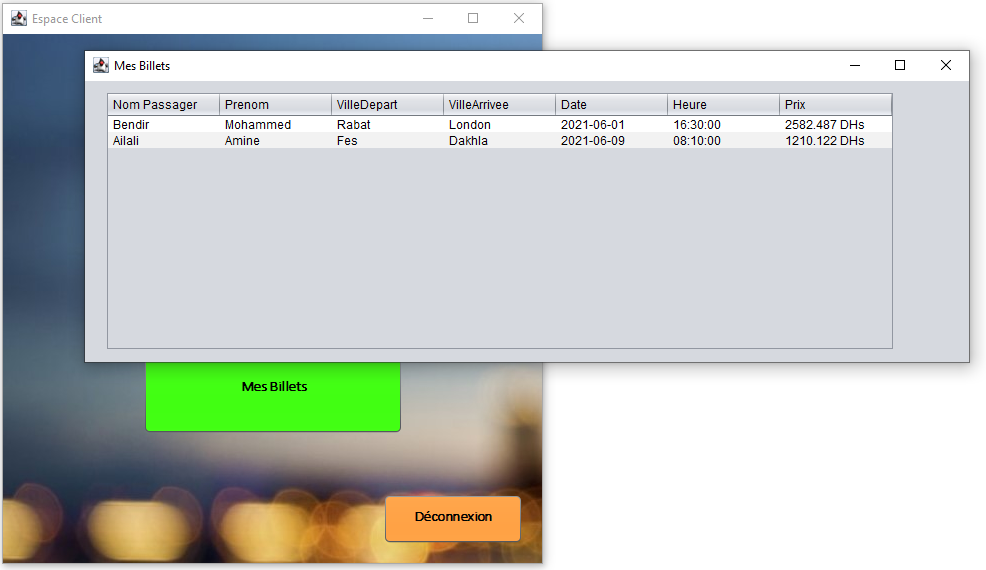 Espace Client
Mes Billets
Nom Passager Prenom VilleDepart VilleArrivee Date Heure Prix
Bendir Mohammed Rabat London 2021-06-01 16:30:00 2582.487 DHs
Ailali Amine Fes Dakhla 2021-06-09 08:10:00 1210.122 DHs
Mes Billets
Déconnexion